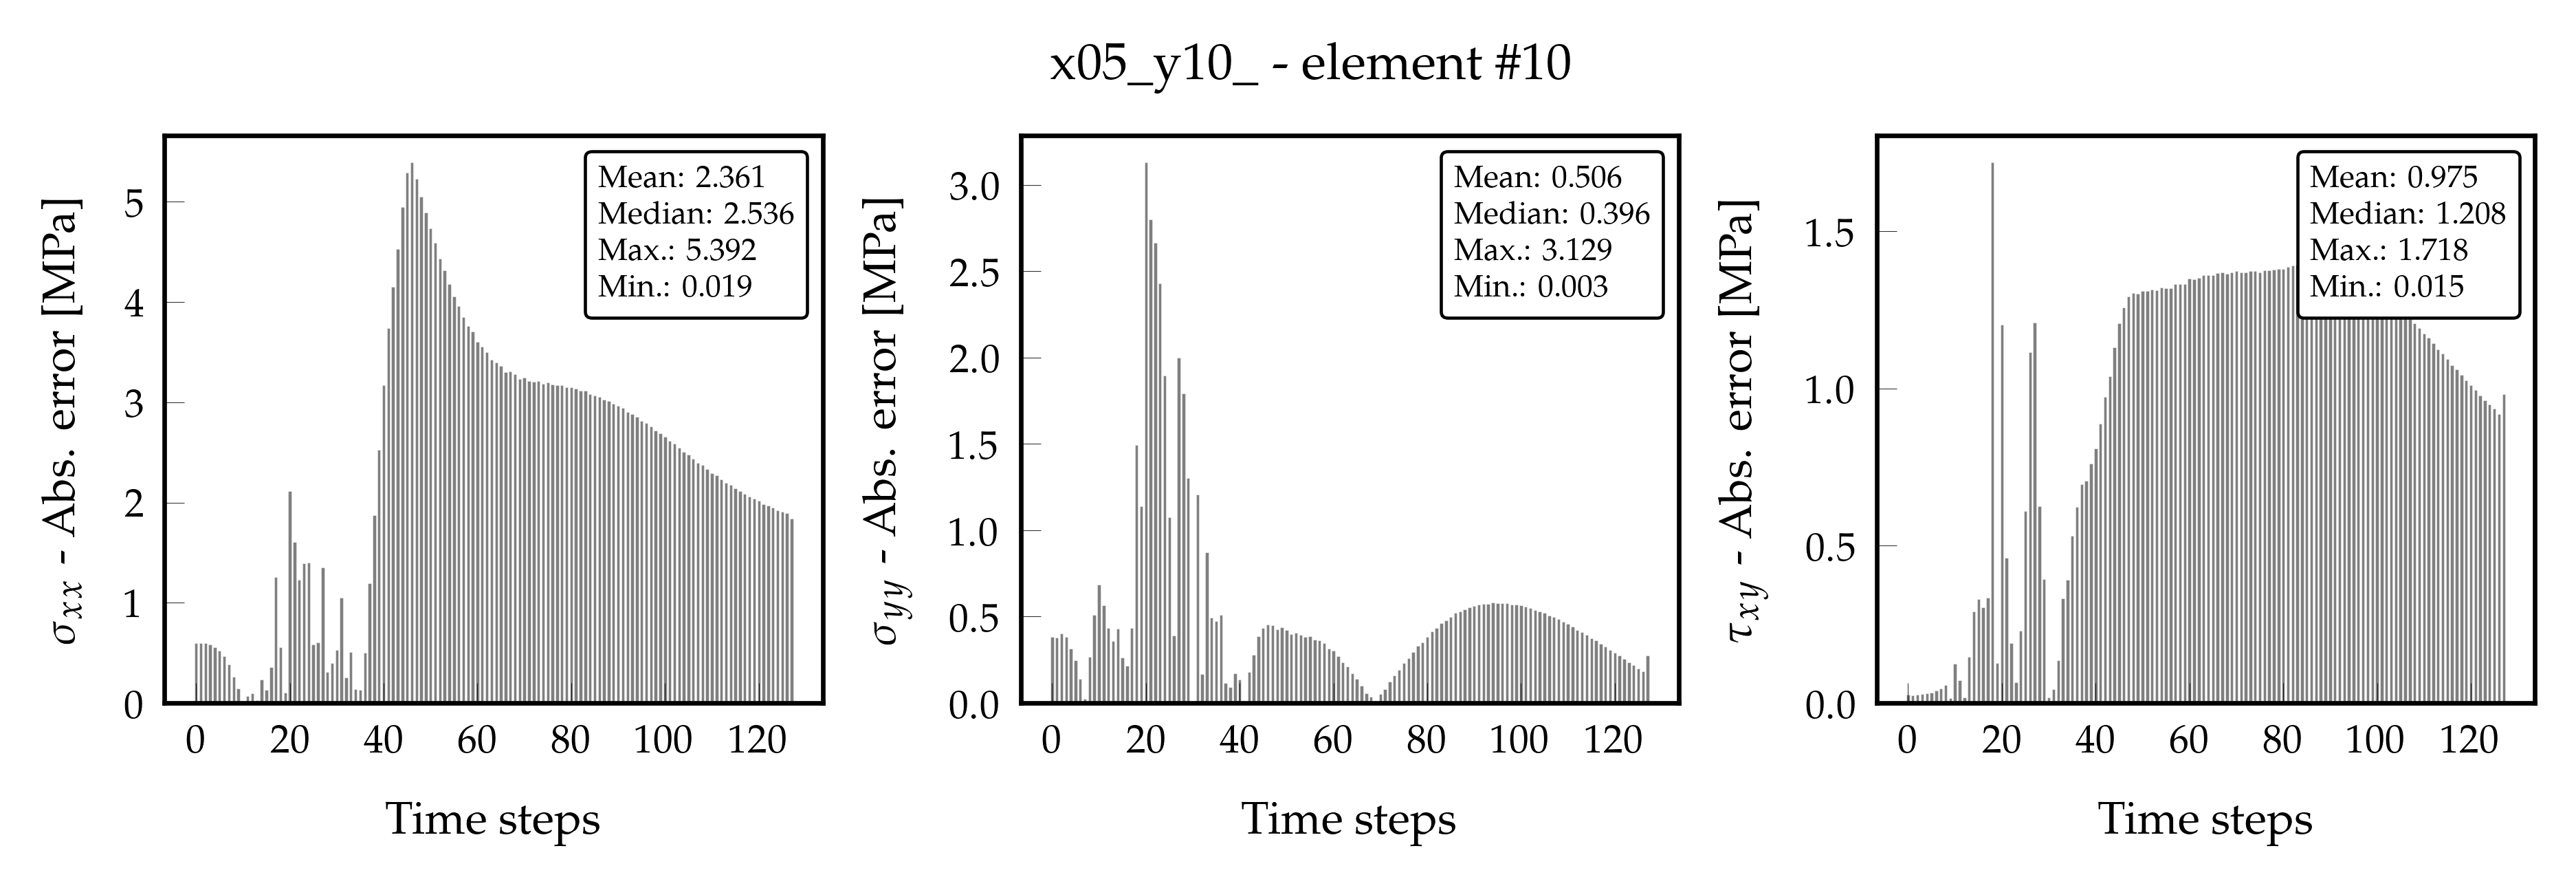 x05_y10_ - element #10
σxx - Abs. error [MPa]
5
4
3
2
1
0
Mean: 2.361
Median: 2.536
Max.: 5.392
Min.: 0.019
0 20 40 60 80 100 120
Time steps
σyy - Abs. error [MPa]
3.0
2.5
2.0
1.5
1.0
0.5
0.0
Mean: 0.506
Median: 0.396
Max.: 3.129
Min.: 0.003
0 20 40 60 80 100 120
Time steps
τxy - Abs. error [MPa]
1.5
1.0
0.5
0.0
Mean: 0.975
Median: 1.208
Max.: 1.718
Min.: 0.015
0 20 40 60 80 100 120
Time steps